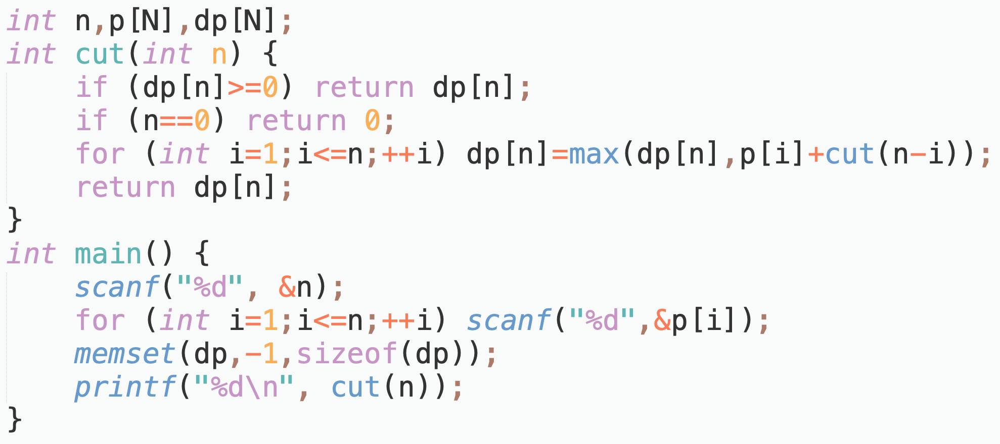 int n,p[N],dp[N];
int cut(int n) {
    if (dp[n]>=0) return dp[n];
    if (n==0) return 0;
    for (int i=1;i<=n;++i) dp[n]=max(dp[n],p[i]+cut(n-i));
    return dp[n];
}
int main() {
    scanf("%d", &n);
    for (int i=1;i<=n;++i) scanf("%d",&p[i]);
    memset(dp,-1,sizeof(dp));
    printf("%d\n", cut(n));
}